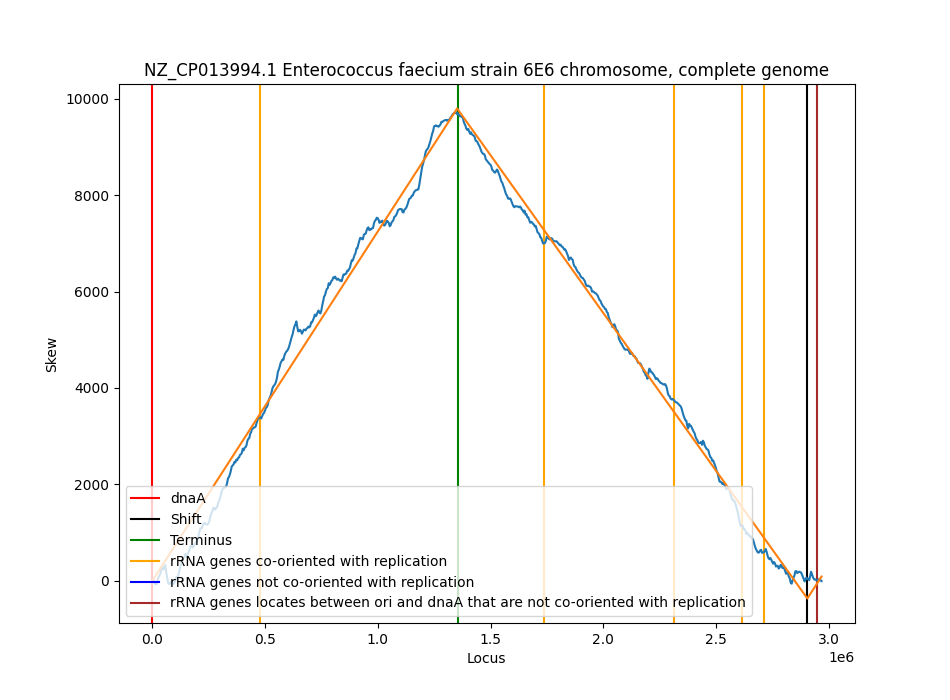 NZ_CP013994.1 Enterococcus faecium strain 6E6 chromosome, complete genome
10000
8000
6000
4000
2000
0
Skew
dnaA
Shift
Terminus
rRNA genes co-oriented with replication
rRNA genes not co-oriented with replication
rRNA genes locates between ori and dnaA that are not co-oriented with replication
0.0 0.5 1.0 1.5 2.0 2.5 3.0
Locus
1e6